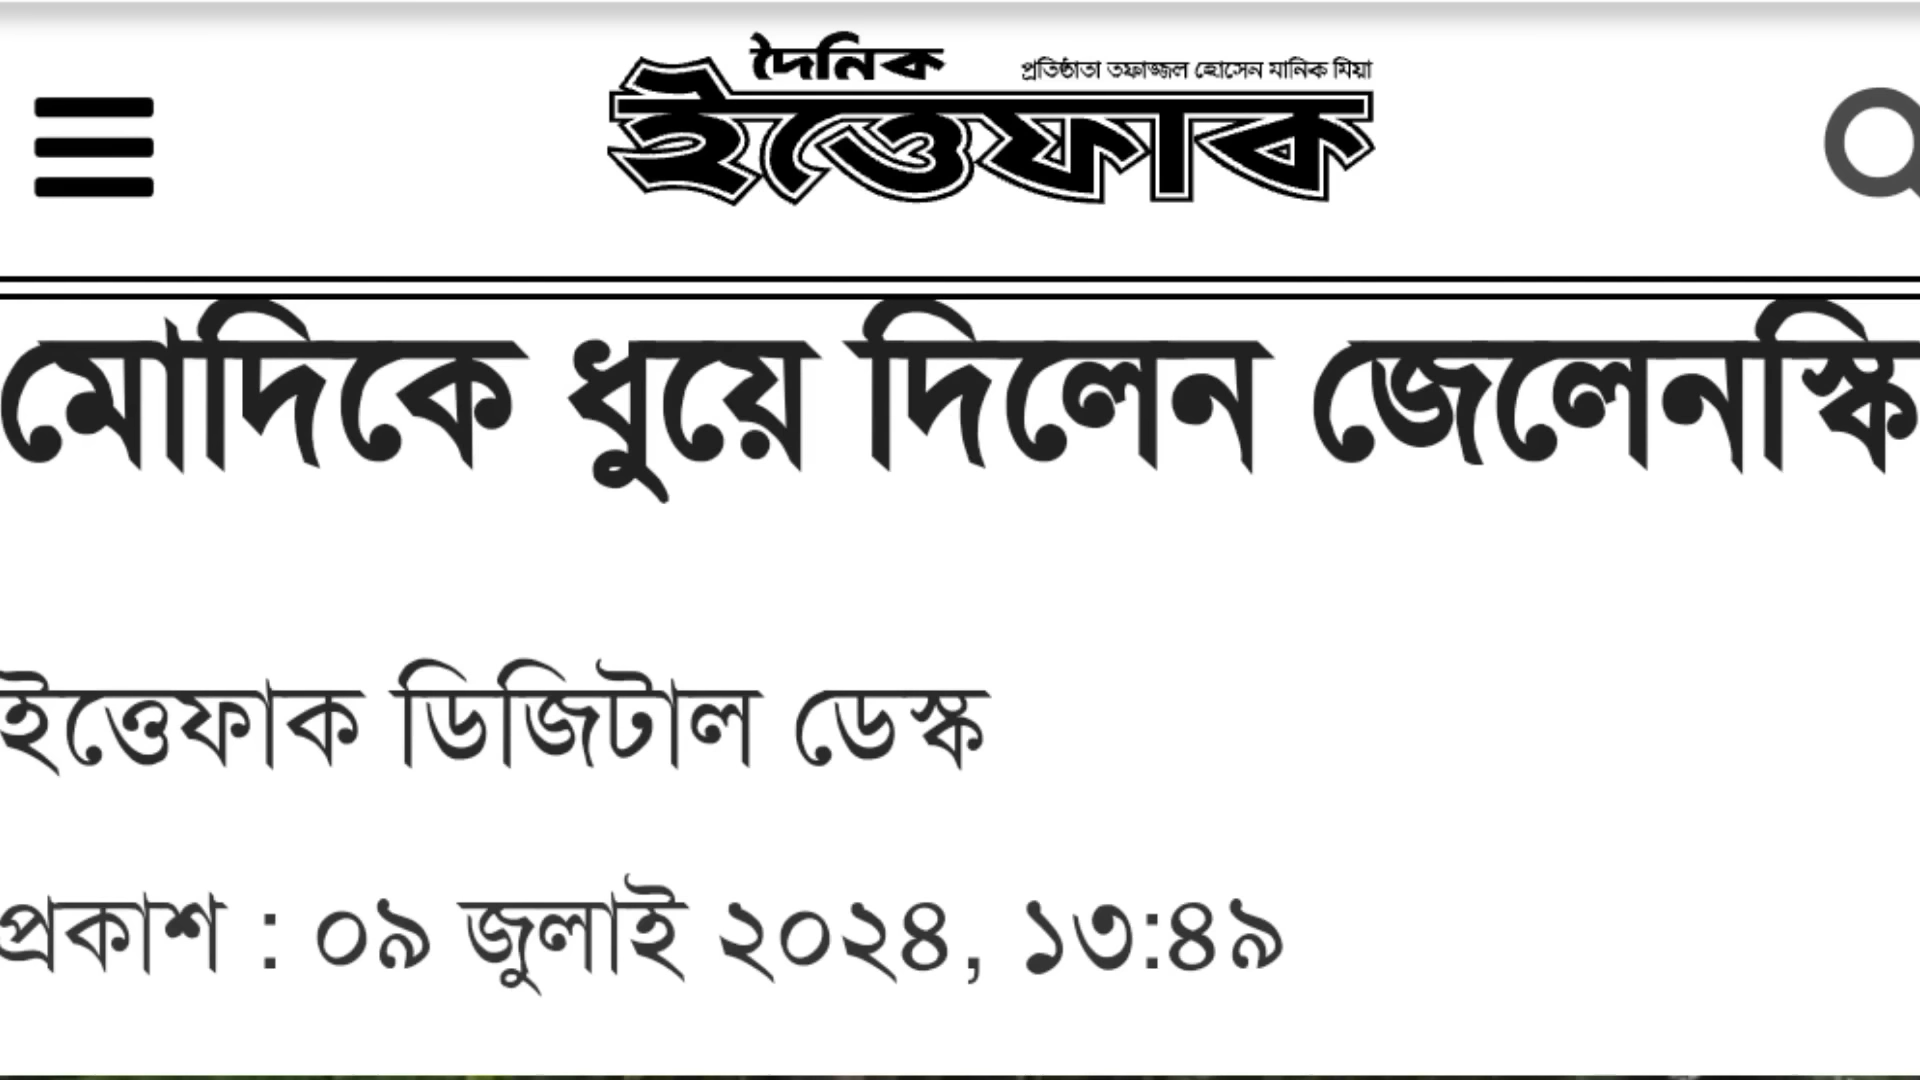 দৈনিক
প্রতিষ্ঠাতা তফাজ্জল হোসেন মানিক মিয়া
ইত্তেফাক
মোদিকে ধুয়ে দিলেন জেলেনস্কি
ইত্তেফাক ডিজিটাল ডেস্ক
প্রকাশ : ০৯ জুলাই ২০২৪, ১৩:৪৯